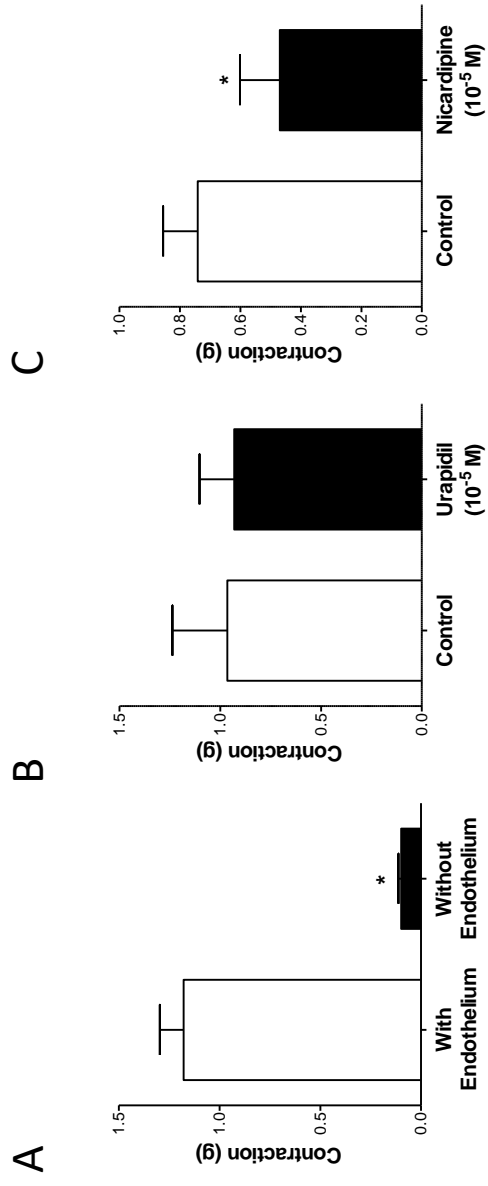 A
Contraction (g)
1.5
1.0
0.5
0.0
With
Endothelium
*
Without
Endothelium
B
Contraction (g)
1.5
1.0
0.5
0.0
Control
Urapidil
(10⁻⁵ M)
C
Contraction (g)
1.0
0.8
0.6
0.4
0.2
0.0
Control
*
Nicardipine
(10⁻⁵ M)